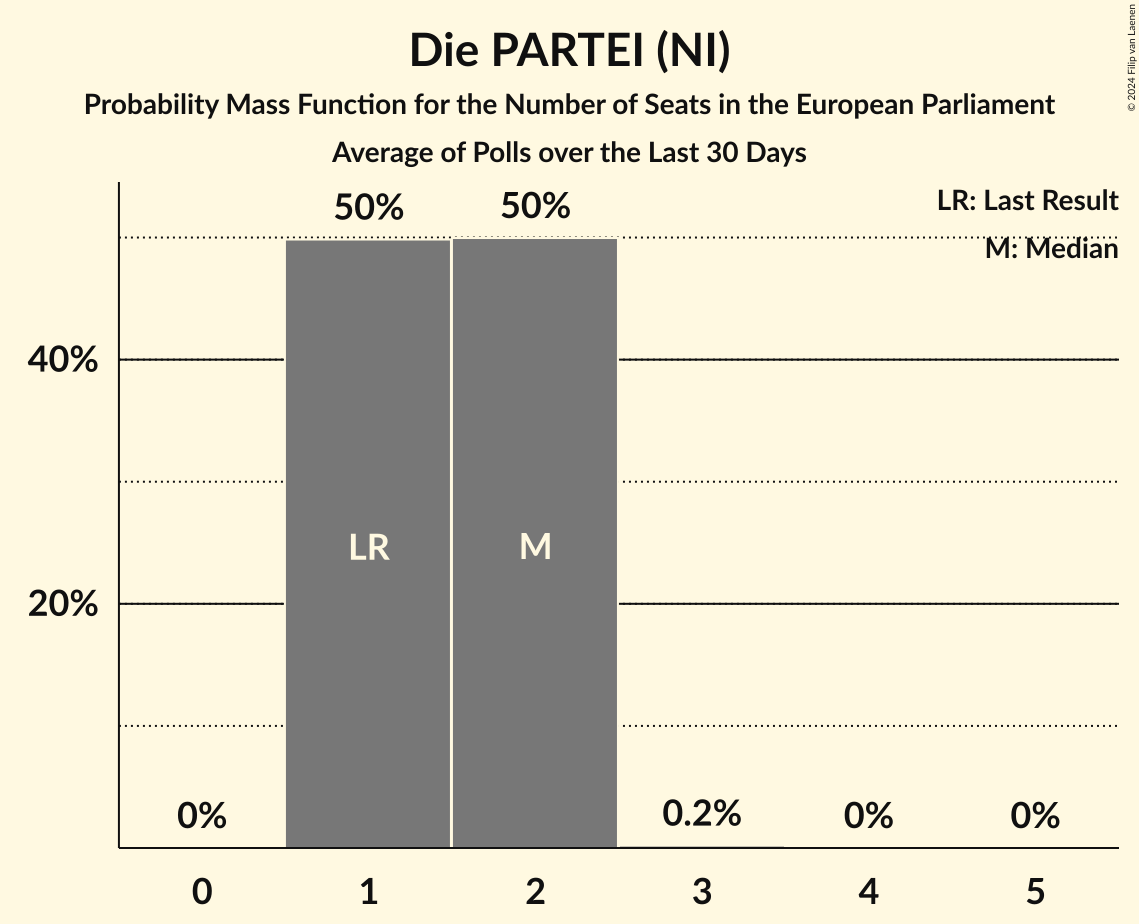 Die PARTEI (NI)
Probability Mass Function for the Number of Seats in the European Parliament
Average of Polls over the Last 30 Days
© 2024 Filip van Laenen
50%
50%
LR: Last Result
M: Median
40%
LR
M
20%
0%
0.2%
0%
0%
0
1
2
3
4
5